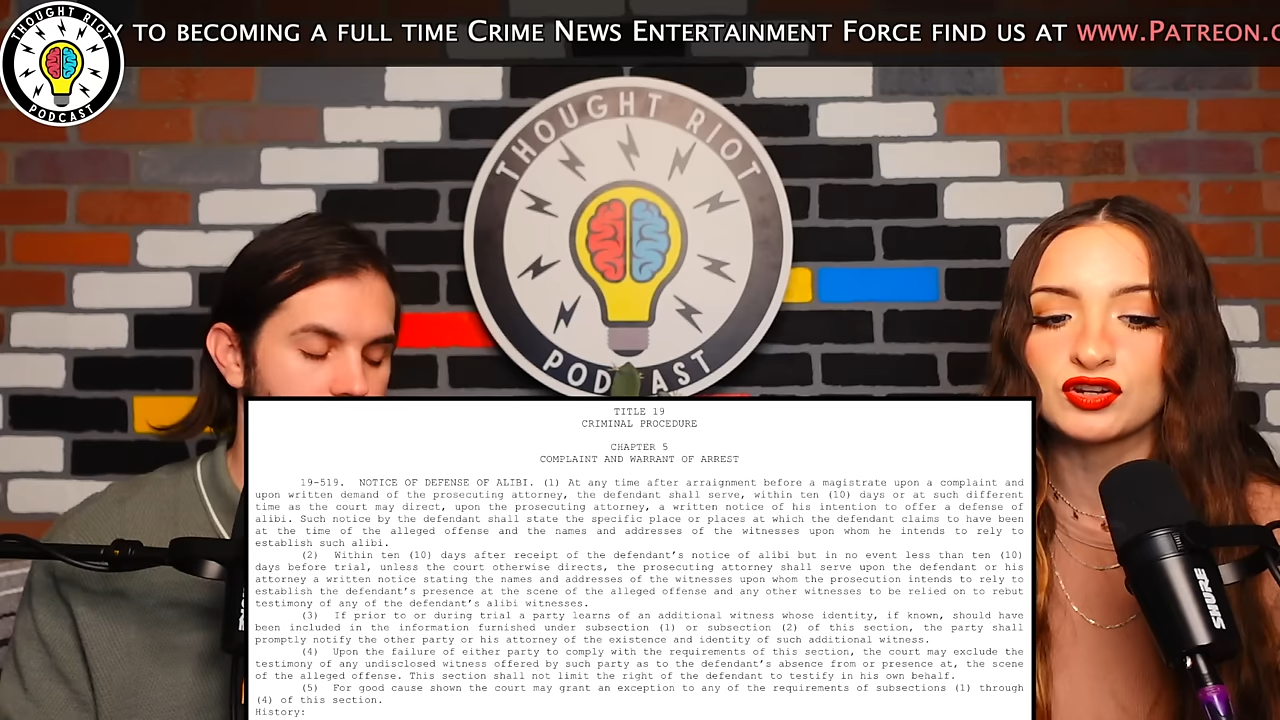 Y TO BECOMING A FULL TIME CRIME NEWS ENTERTAINMENT FORCE FIND US AT WWW.PATREON.C
THOUGHT RIOT
PODCAST
THOUGHT RIOT
PODCAST
TITLE 19
CRIMINAL PROCEDURE
CHAPTER 5
COMPLAINT AND WARRANT OF ARREST
19-519. NOTICE OF DEFENSE OF ALIBI. (1) At any time after arraignment before a magistrate upon a complaint and
upon written demand of the prosecuting attorney, the defendant shall serve, within ten (10) days or at such different
time as the court may direct, upon the prosecuting attorney, a written notice of his intention to offer a defense of
alibi. Such notice by the defendant shall state the specific place or places at which the defendant claims to have been
at the time of the alleged offense and the names and addresses of the witnesses upon whom he intends to rely to
establish such alibi.
(2) Within ten (10) days after receipt of the defendant's notice of alibi but in no event less than ten (10)
days before trial, unless the court otherwise directs, the prosecuting attorney shall serve upon the defendant or his
attorney a written notice stating the names and addresses of the witnesses upon whom the prosecution intends to rely to
establish the defendant's presence at the scene of the alleged offense and any other witnesses to be relied on to rebut
testimony of any of the defendant's alibi witnesses.
(3) If prior to or during trial a party learns of an additional witness whose identity, if known, should have
been included in the information furnished under subsection (1) or subsection (2) of this section, the party shall
promptly notify the other party or his attorney of the existence and identity of such additional witness.
(4) Upon the failure of either party to comply with the requirements of this section, the court may exclude the
testimony of any undisclosed witness offered by such party as to the defendant's absence from or presence at, the scene
of the alleged offense. This section shall not limit the right of the defendant to testify in his own behalf.
(5) For good cause shown the court may grant an exception to any of the requirements of subsections (1) through
(4) of this section.
History:
SHURE